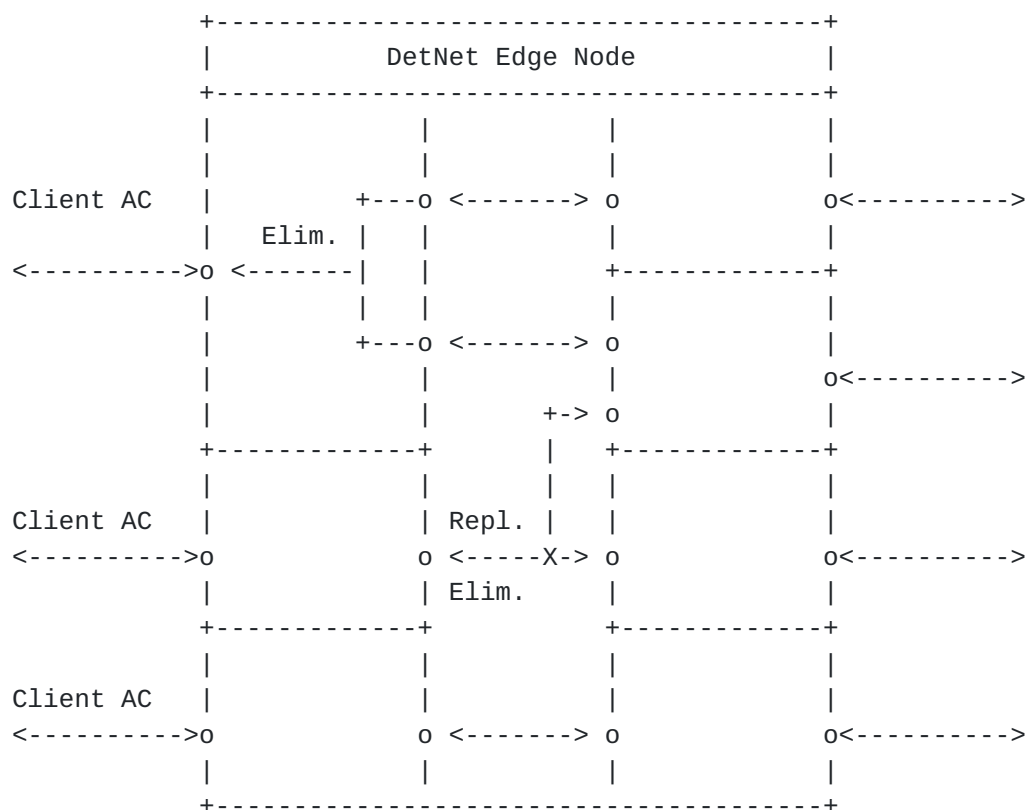 DetNet Edge Node
Client AC
Elim.
Client AC
Repl.
X
Elim.
Client AC